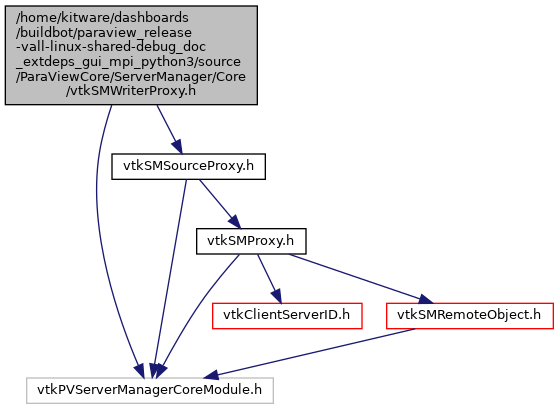 /home/kitware/dashboards
/buildbot/paraview_release
-vall-linux-shared-debug_doc
_extdeps_gui_mpi_python3/source
/ParaViewCore/ServerManager/Core
/vtkSMWriterProxy.h
vtkSMSourceProxy.h
vtkSMProxy.h
vtkClientServerID.h
vtkSMRemoteObject.h
vtkPVServerManagerCoreModule.h